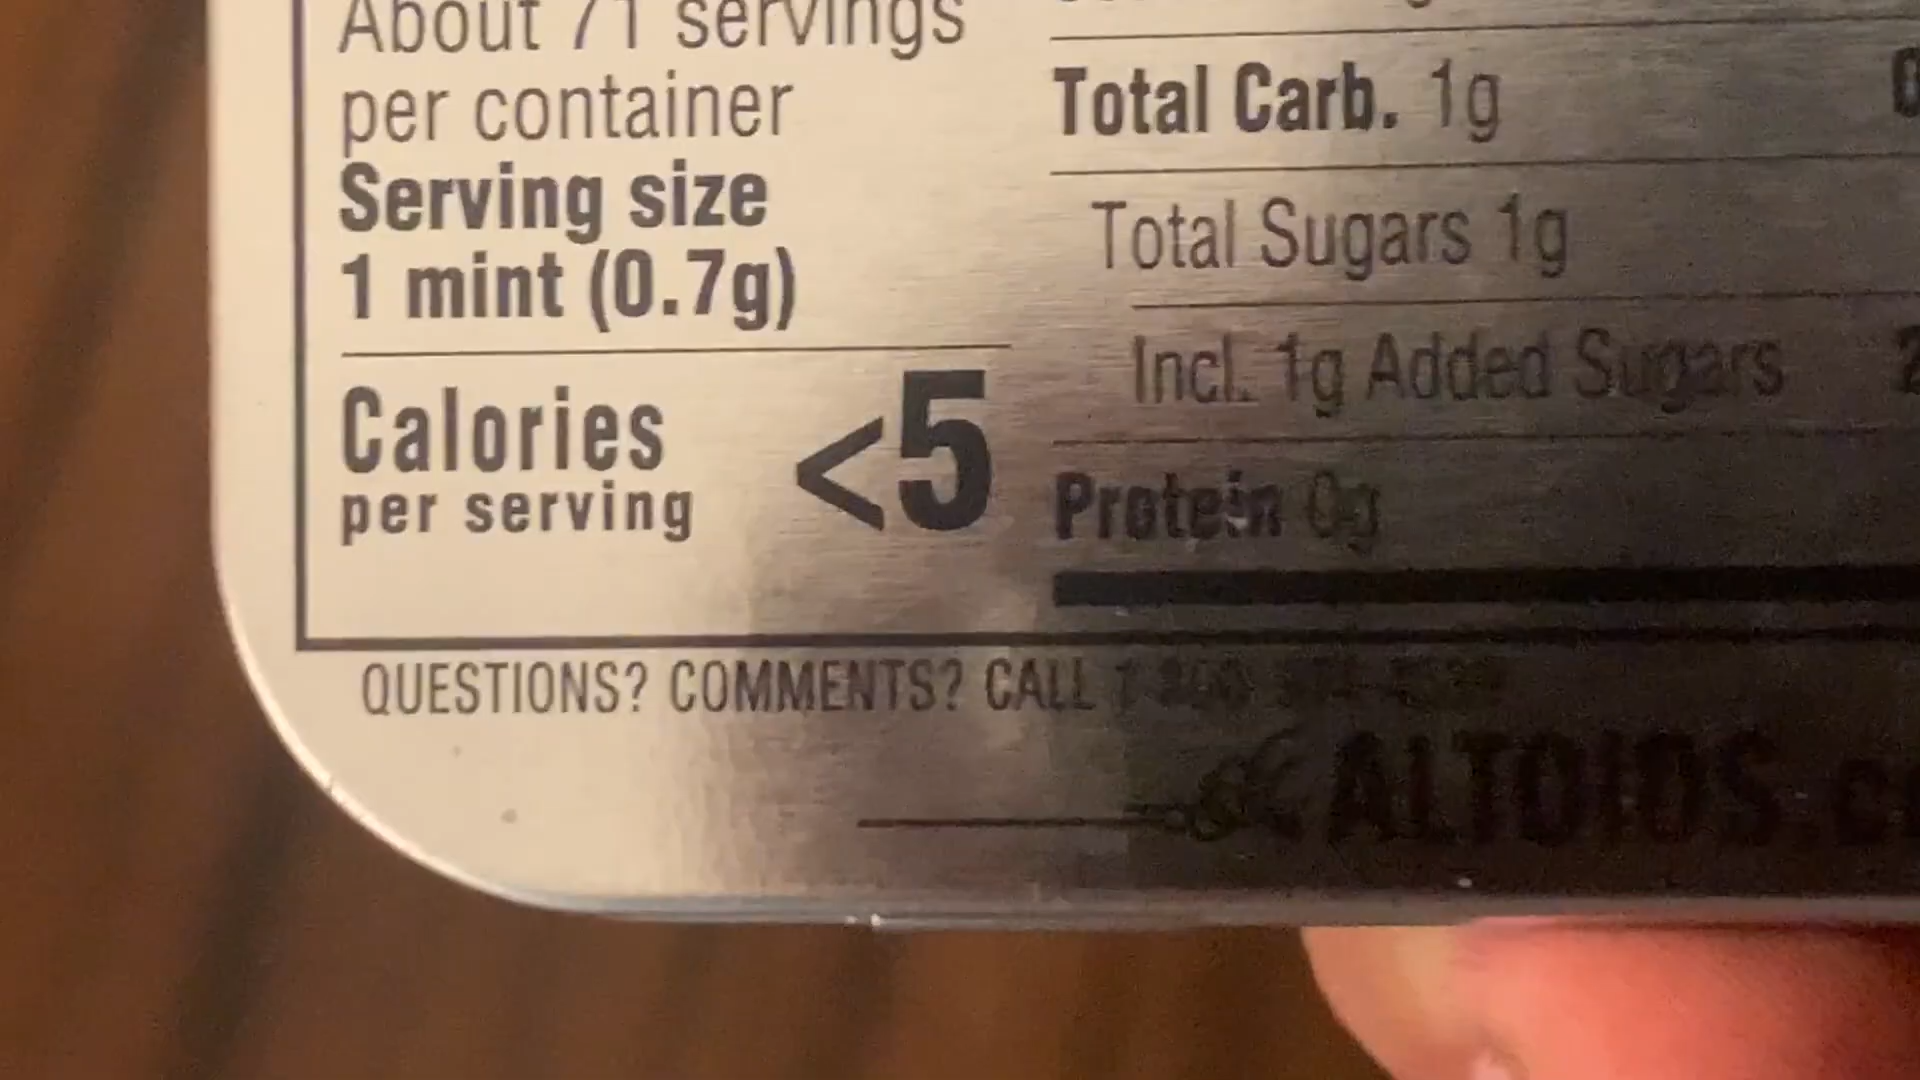 About 71 servings
per container
Serving size
1 mint (0.7g)
Calories
per serving
<5
Total Carb. 1g
Total Sugars 1g
Incl. 1g Added Sugars
Protein 0g
QUESTIONS? COMMENTS? CALL
ALTOIDS